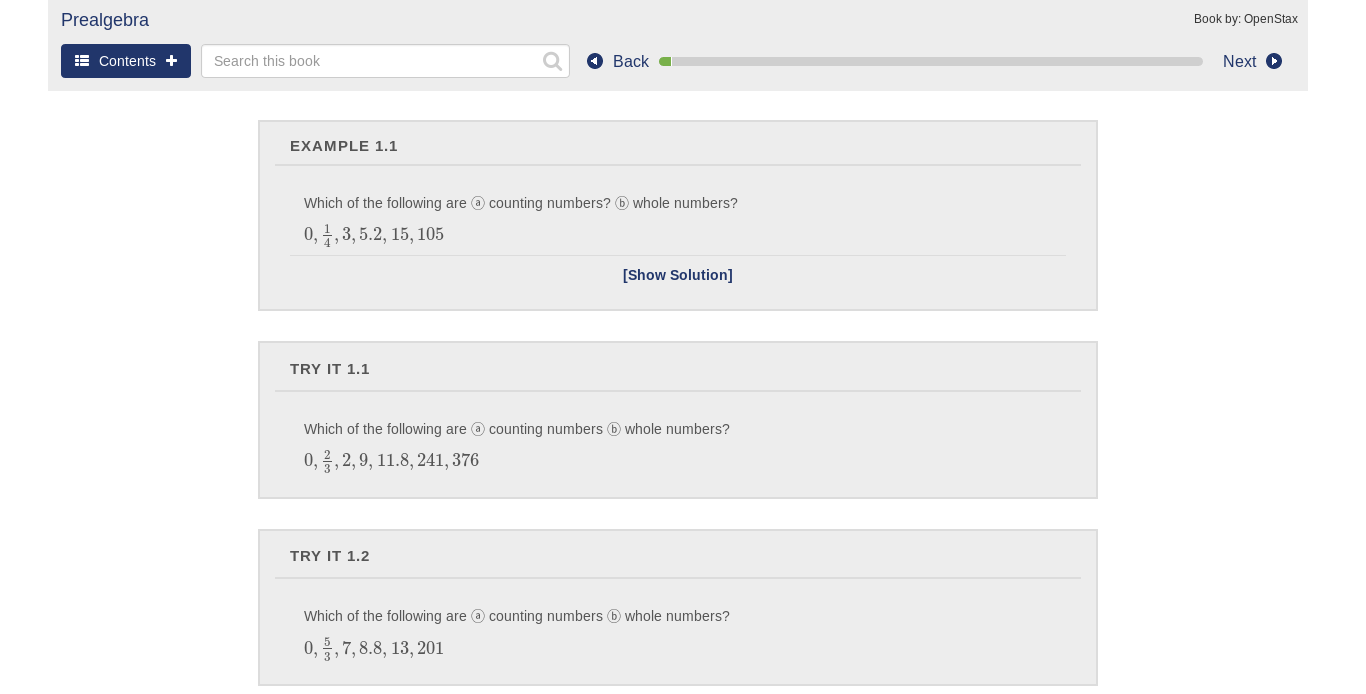 Prealgebra
Book by: OpenStax
Contents
Search this book
Back
Next
EXAMPLE 1.1
Which of the following are ⓐ counting numbers? ⓑ whole numbers?
0, 1/4, 3, 5.2, 15, 105
[Show Solution]
TRY IT 1.1
Which of the following are ⓐ counting numbers ⓑ whole numbers?
0, 2/3, 2, 9, 11.8, 241, 376
TRY IT 1.2
Which of the following are ⓐ counting numbers ⓑ whole numbers?
0, 5/3, 7, 8.8, 13, 201